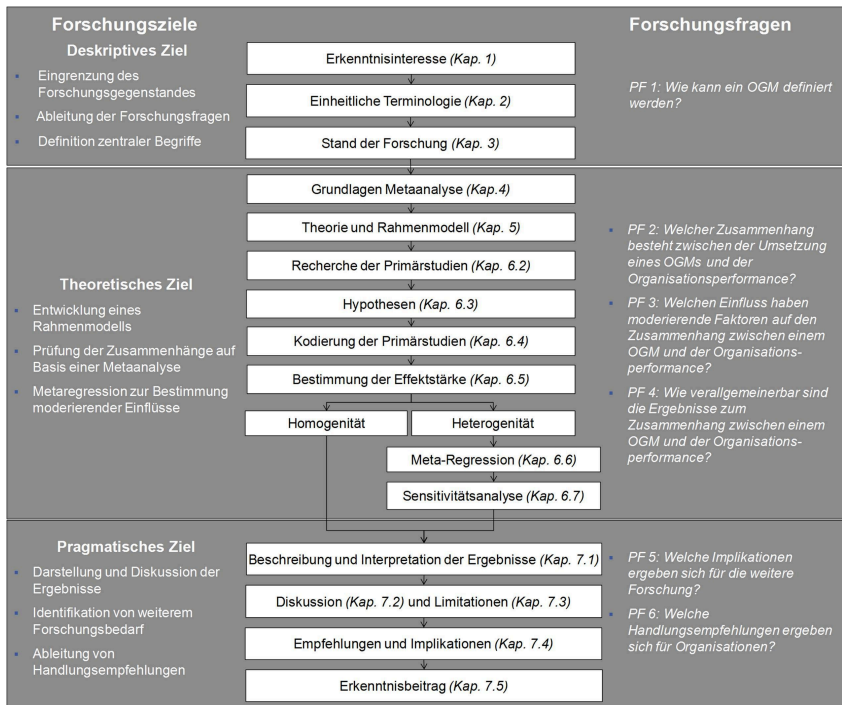 Forschungsziele
Forschungsfragen
Deskriptives Ziel
Eingrenzung des
Forschungsgegenstandes
Ableitung der Forschungsfragen
Definition zentraler Begriffe
Erkenntnisinteresse (Kap. 1)
Einheitliche Terminologie (Kap. 2)
Stand der Forschung (Kap. 3)
PF 1: Wie kann ein OGM definiert
werden?
Theoretisches Ziel
Entwicklung eines
Rahmenmodells
Prüfung der Zusammenhänge auf
Basis einer Metaanalyse
Metaregression zur Bestimmung
moderierender Einflüsse
Grundlagen Metaanalyse (Kap.4)
Theorie und Rahmenmodell (Kap. 5)
Recherche der Primärstudien (Kap. 6.2)
Hypothesen (Kap. 6.3)
Kodierung der Primärstudien (Kap. 6.4)
Bestimmung der Effektstärke (Kap. 6.5)
Homogenität
Heterogenität
Meta-Regression (Kap. 6.6)
Sensitivitätsanalyse (Kap. 6.7)
PF 2: Welcher Zusammenhang
besteht zwischen der Umsetzung
eines OGMs und der
Organisationsperformance?
PF 3: Welchen Einfluss haben
moderierende Faktoren auf den
Zusammenhang zwischen einem
OGM und der Organisations-
performance?
PF 4: Wie verallgemeinerbar sind
die Ergebnisse zum
Zusammenhang zwischen einem
OGM und der Organisations-
performance?
Pragmatisches Ziel
Darstellung und Diskussion der
Ergebnisse
Identifikation von weiterem
Forschungsbedarf
Ableitung von
Handlungsempfehlungen
Beschreibung und Interpretation der Ergebnisse (Kap. 7.1)
Diskussion (Kap. 7.2) und Limitationen (Kap. 7.3)
Empfehlungen und Implikationen (Kap. 7.4)
Erkenntnisbeitrag (Kap. 7.5)
PF 5: Welche Implikationen
ergeben sich für die weitere
Forschung?
PF 6: Welche
Handlungsempfehlungen ergeben
sich für Organisationen?